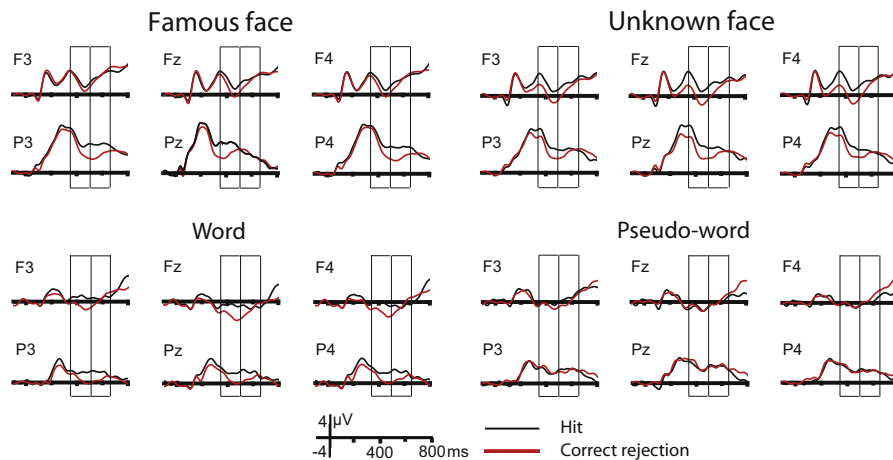 Famous face
Unknown face
F3 Fz F4 F3 Fz F4
P3 Pz P4 P3 Pz P4
Word
Pseudo-word
F3 Fz F4 F3 Fz F4
P3 Pz P4 P3 Pz P4
4 µV
-4 400 800 ms
Hit
Correct rejection